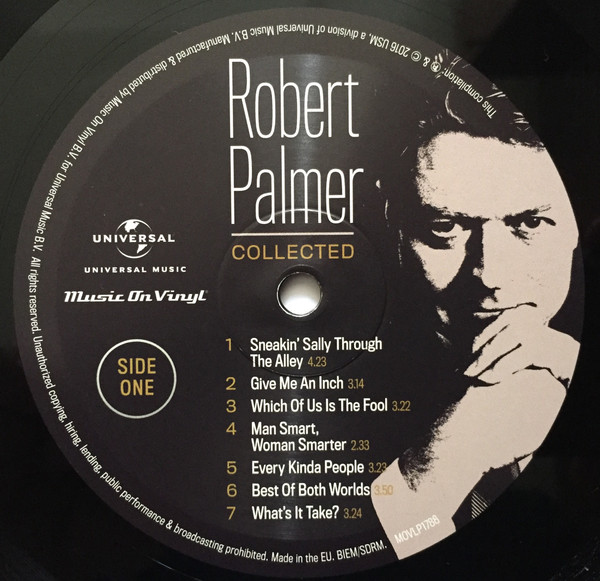 This compilation: ℗ & © 2016 USM, a division of Universal Music B.V. Manufactured & distributed by Music On Vinyl B.V. for Universal Music B.V. All rights reserved. Unauthorized copying, hiring, lending, public performance & broadcasting prohibited. Made in the EU. BIEM/SDRM.
Robert
Palmer
COLLECTED
UNIVERSAL
UNIVERSAL MUSIC
Music On Vinyl
SIDE
ONE
1 Sneakin' Sally Through
The Alley 4.23
2 Give Me An Inch 3.14
3 Which Of Us Is The Fool 3.22
4 Man Smart,
Woman Smarter 2.33
5 Every Kinda People 3.23
6 Best Of Both Worlds 3.50
7 What's It Take? 3.24
MOVLP1786